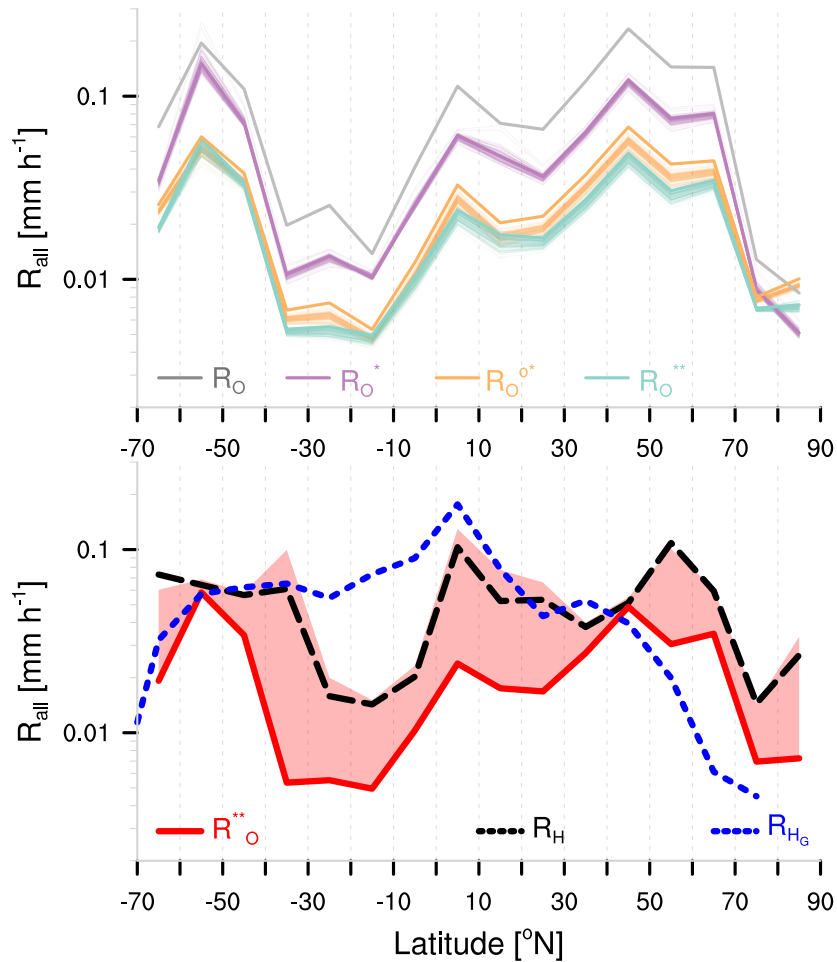 R_all [mm h^-1]
0.1
0.01
R_O R_O^* R_O^o* R_O^**
-70 -50 -30 -10 10 30 50 70 90
R_all [mm h^-1]
0.1
0.01
R^**_O R_H R_H_G
-70 -50 -30 -10 10 30 50 70 90
Latitude [°N]